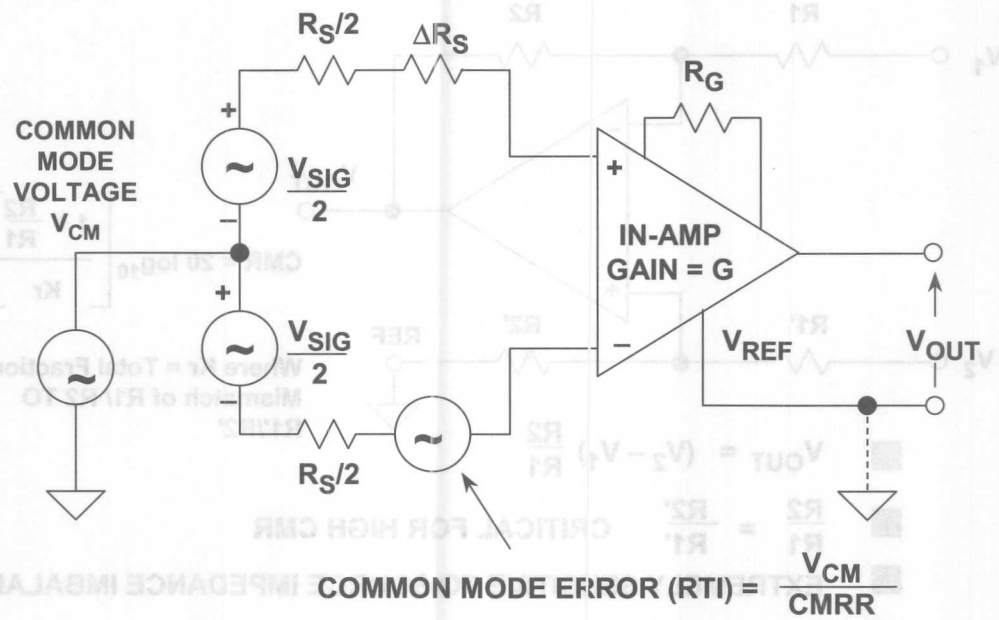 R_S/2
ΔR_S
R_G
COMMON
MODE
VOLTAGE
V_CM
+
~
V_SIG
2
–
+
~
V_SIG
2
–
~
+
IN-AMP
GAIN = G
–
V_REF
V_OUT
R_S/2
~
COMMON MODE ERROR (RTI) =
V_CM
CMRR